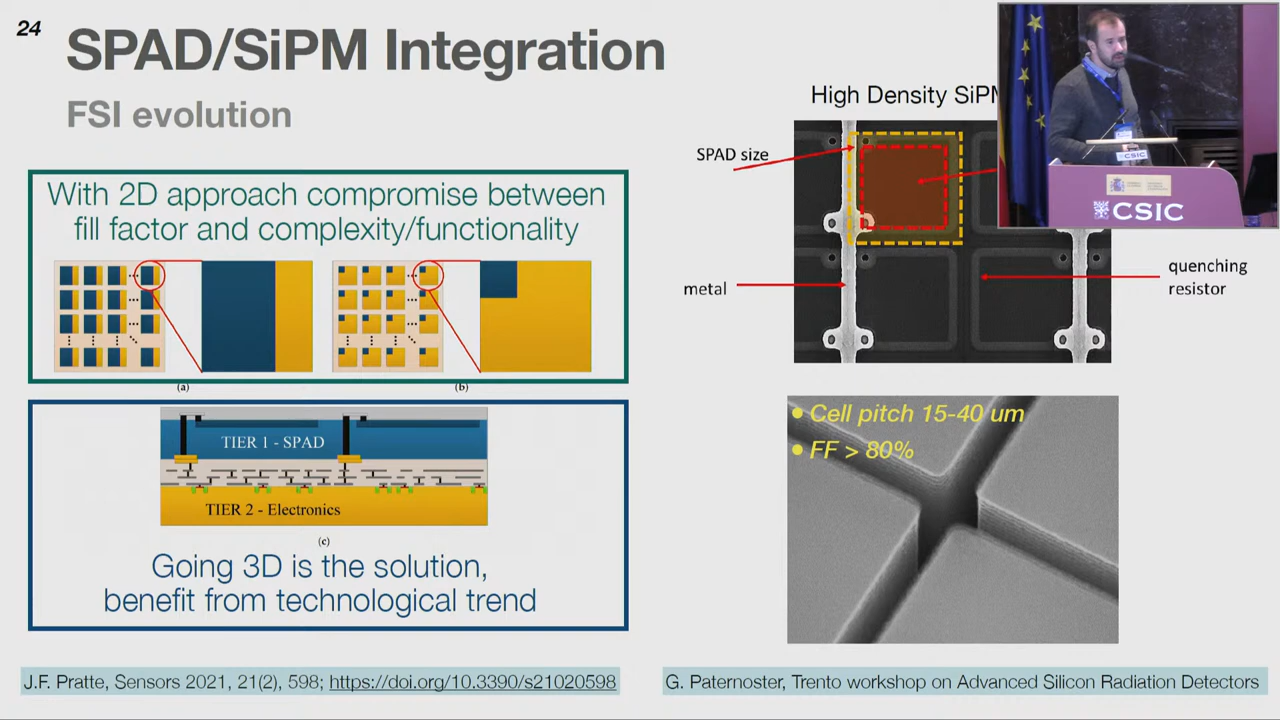 24
SPAD/SiPM Integration
FSI evolution
With 2D approach compromise between
fill factor and complexity/functionality
(a)
(b)
TIER 1 - SPAD
TIER 2 - Electronics
(c)
Going 3D is the solution,
benefit from technological trend
J.F. Pratte, Sensors 2021, 21(2), 598; https://doi.org/10.3390/s21020598
High Density SiPM
SPAD size
metal
quenching
resistor
• Cell pitch 15-40 um
• FF > 80%
G. Paternoster, Trento workshop on Advanced Silicon Radiation Detectors
CSIC
CSIC